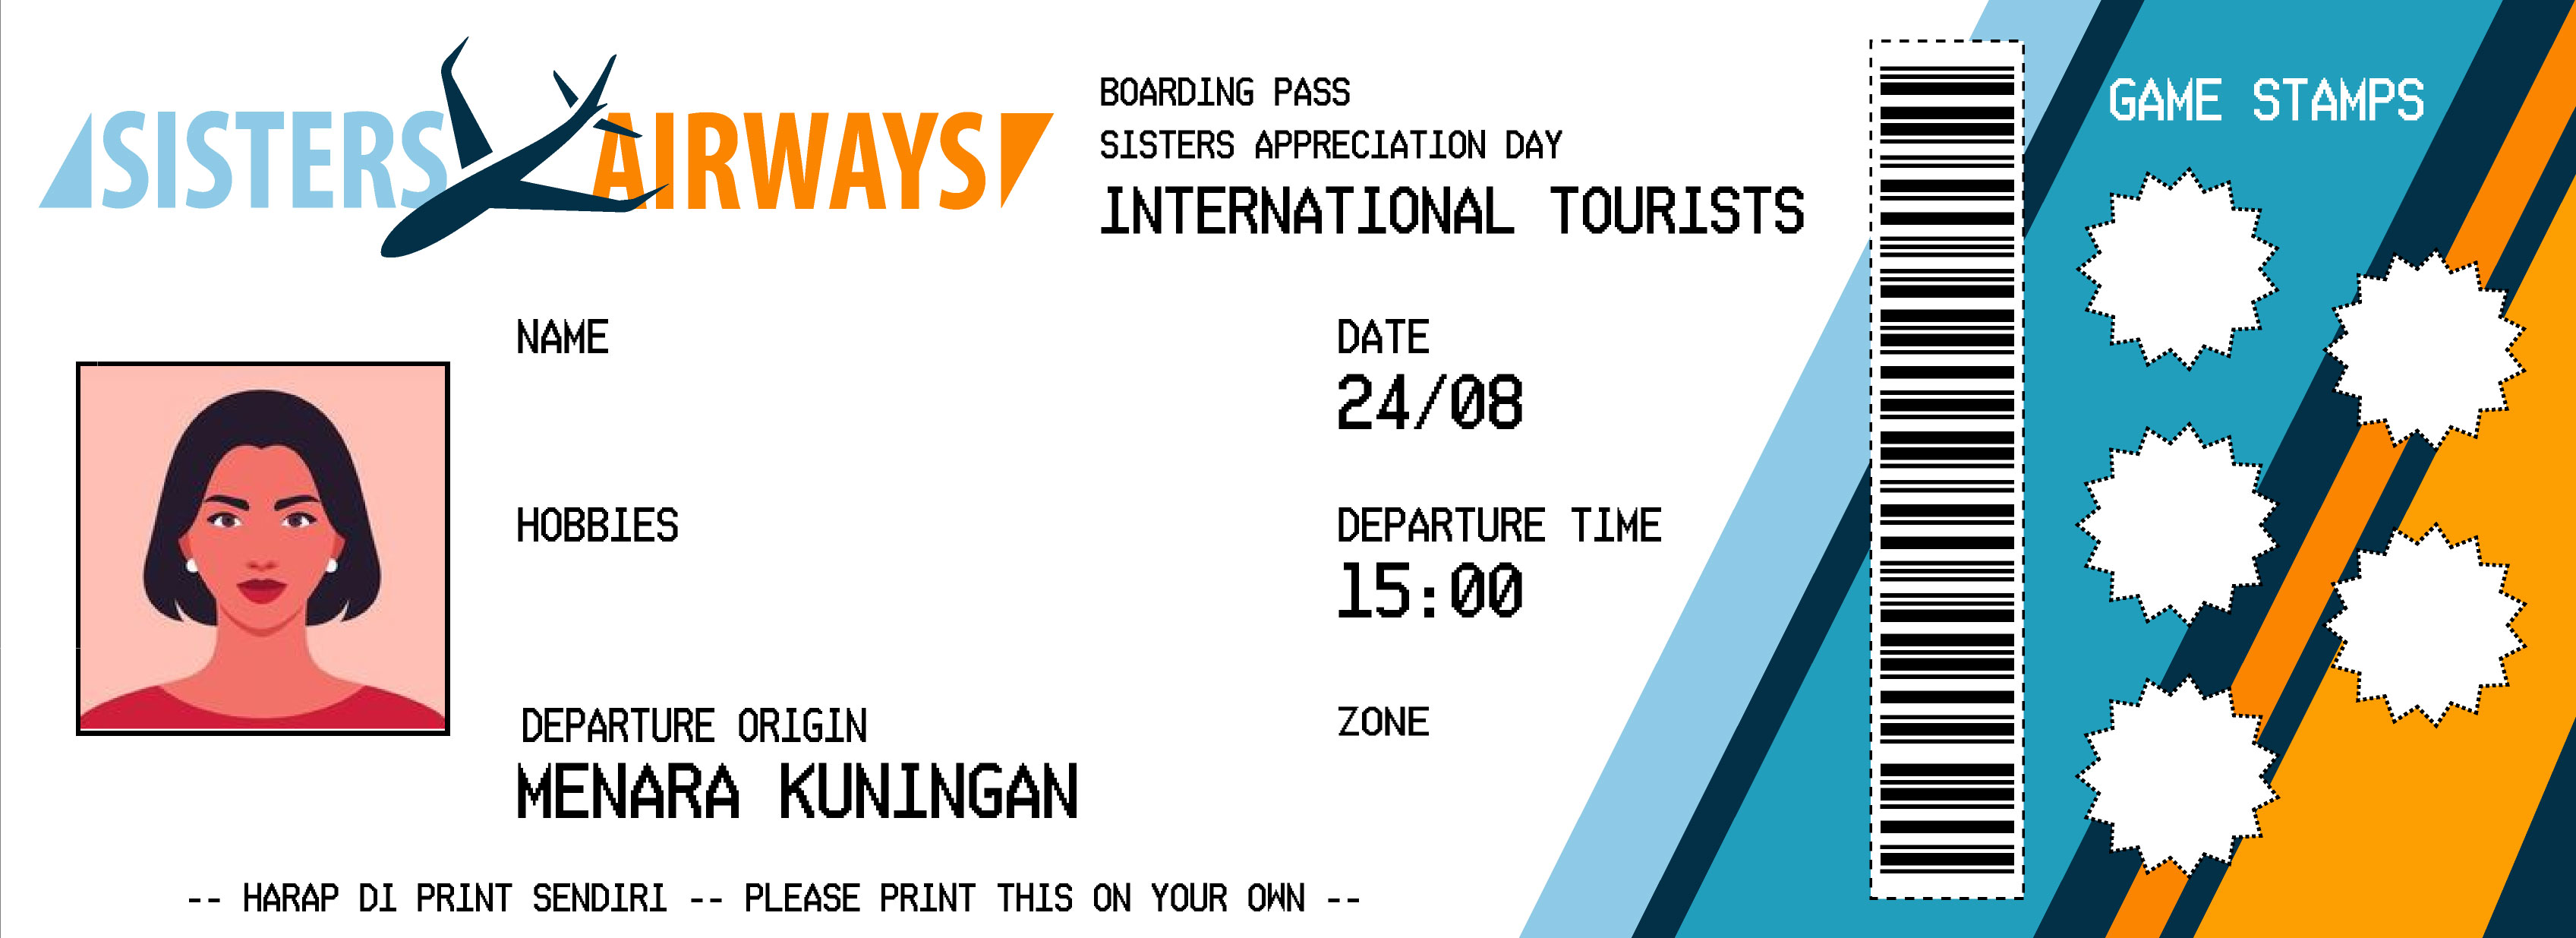 SISTERS AIRWAYS
BOARDING PASS
SISTERS APPRECIATION DAY
INTERNATIONAL TOURISTS
GAME STAMPS
NAME
DATE
24/08
HOBBIES
DEPARTURE TIME
15:00
DEPARTURE ORIGIN
MENARA KUNINGAN
ZONE
-- HARAP DI PRINT SENDIRI -- PLEASE PRINT THIS ON YOUR OWN --